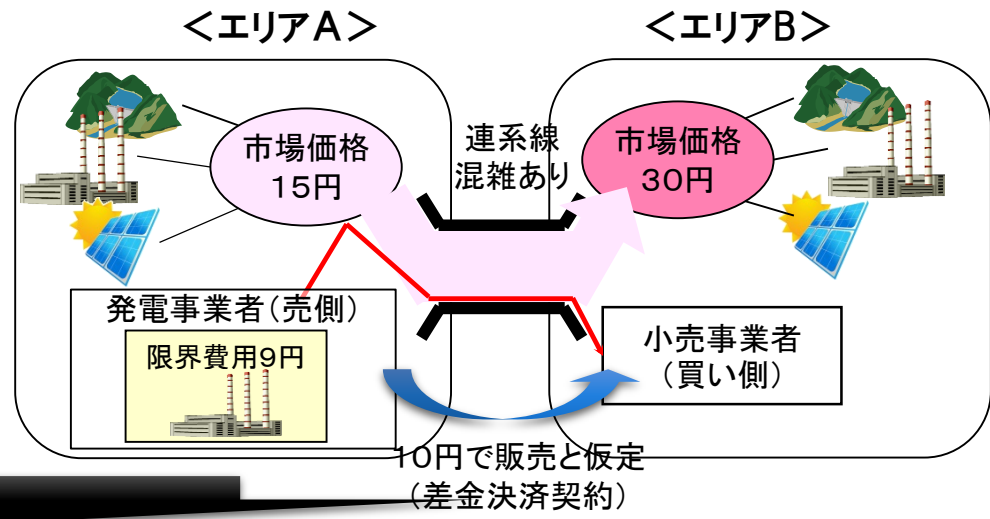 <エリアA>
<エリアB>
市場価格
15円
連系線
混雑あり
市場価格
30円
発電事業者(売側)
限界費用9円
小売事業者
(買い側)
10円で販売と仮定
(差金決済契約)